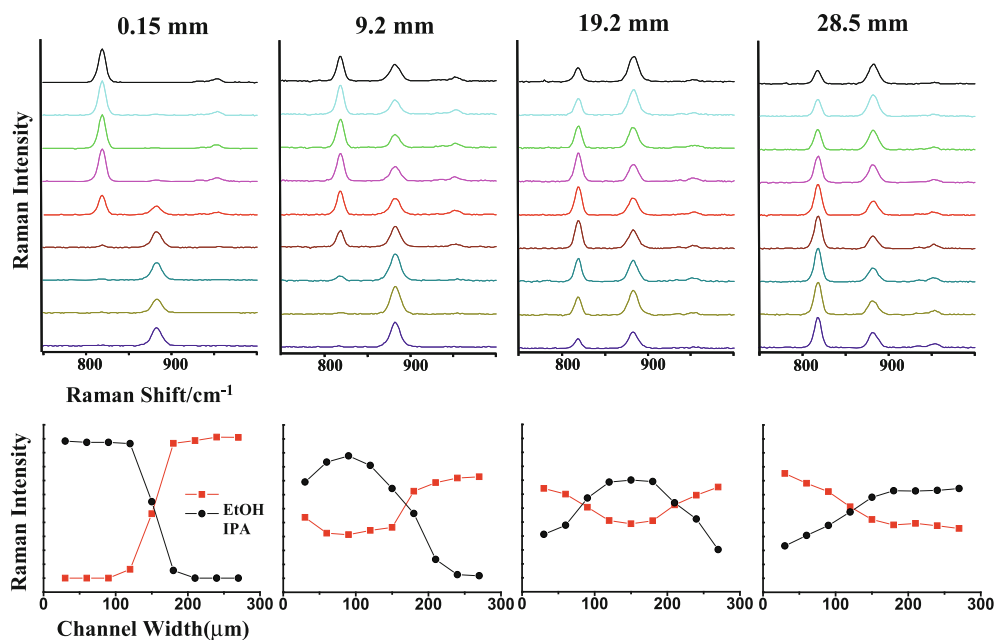 0.15 mm 9.2 mm 19.2 mm 28.5 mm
Raman Intensity
800 900 800 900 800 900 800 900
Raman Shift/cm⁻¹
Raman Intensity
EtOH
IPA
0 100 200 300 0 100 200 300 0 100 200 300 0 100 200 300
Channel Width(μm)